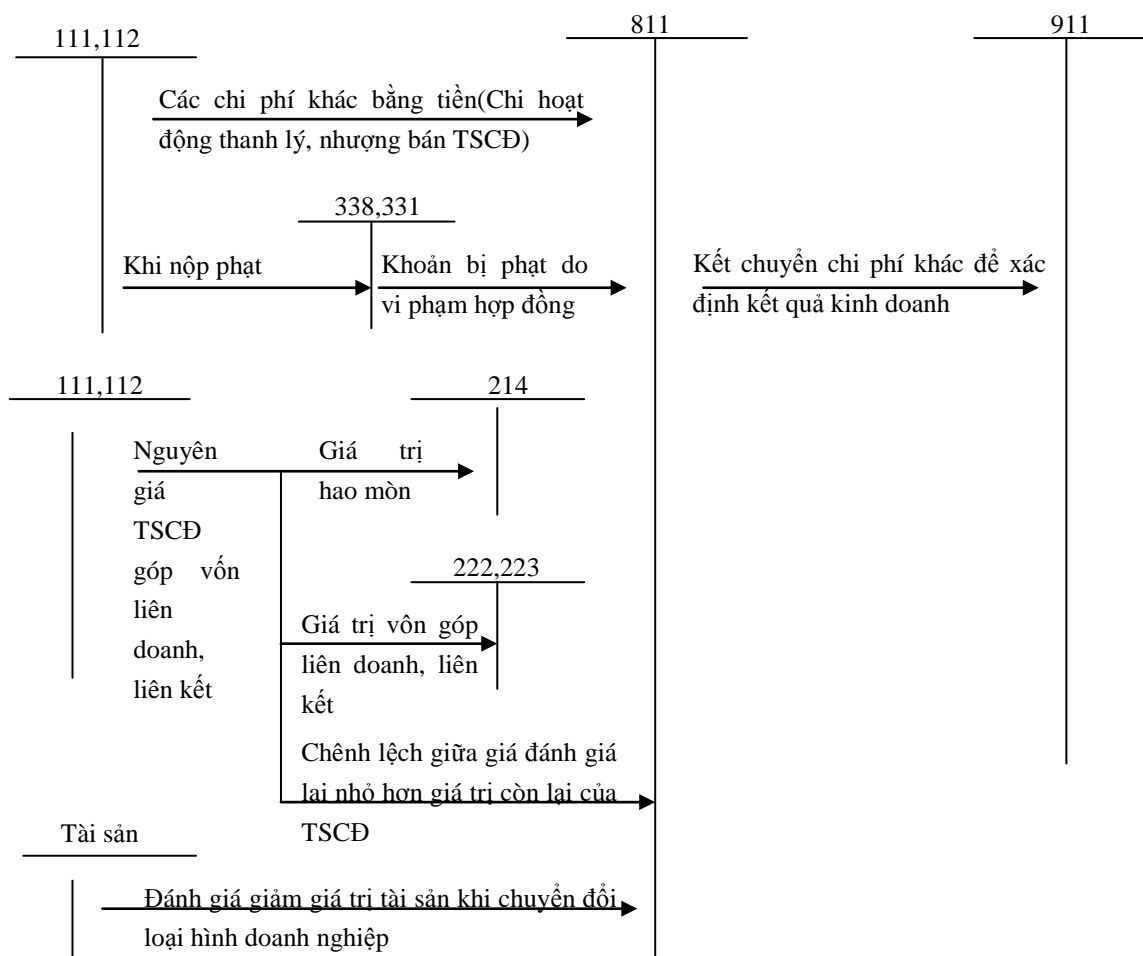 111,112
811
911
Các chi phí khác bằng tiền(Chi hoạt
động thanh lý, nhượng bán TSCĐ)
338,331
Khi nộp phạt
Khoản bị phạt do
vi phạm hợp đồng
Kết chuyển chi phí khác để xác
định kết quả kinh doanh
111,112
214
Nguyên
giá
TSCĐ
góp vốn
liên
doanh,
liên kết
Giá trị
hao mòn
222,223
Giá trị vôn góp
liên doanh, liên
kết
Chênh lệch giữa giá đánh giá
lại nhỏ hơn giá trị còn lại của
TSCĐ
Tài sản
Đánh giá giảm giá trị tài sản khi chuyển đổi
loại hình doanh nghiệp